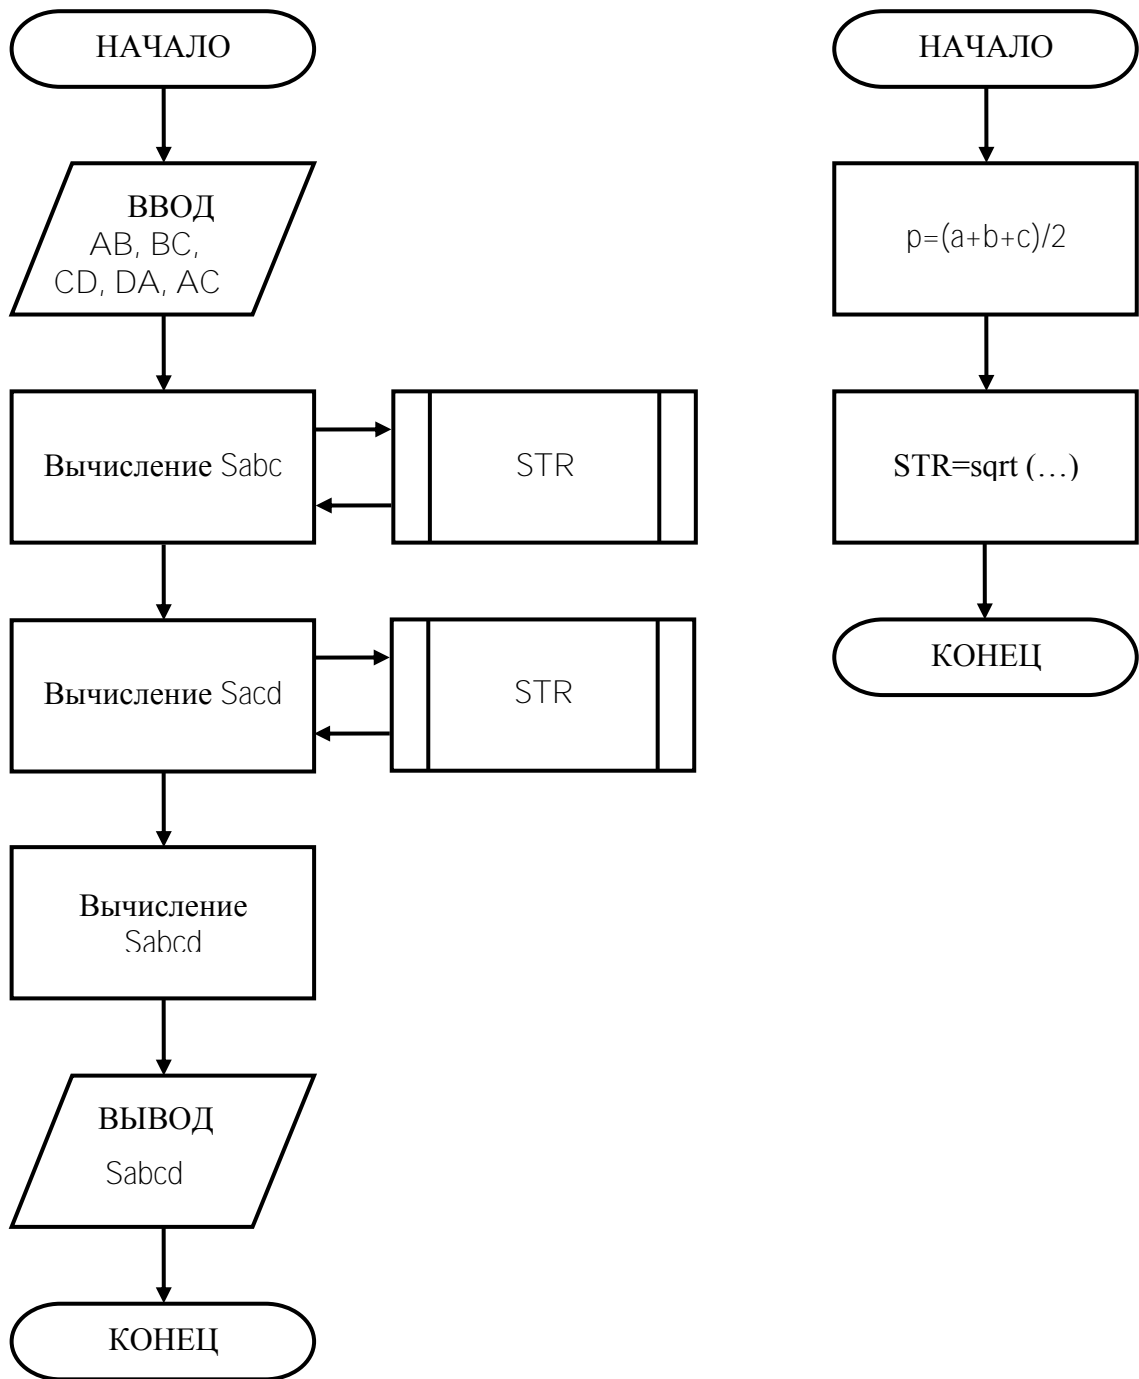 НАЧАЛО
ВВОД
AB, BC,
CD, DA, AC
Вычисление Sabc
STR
Вычисление Sacd
STR
Вычисление
Sabcd
ВЫВОД
Sabcd
КОНЕЦ
НАЧАЛО
p=(a+b+c)/2
STR=sqrt (…)
КОНЕЦ